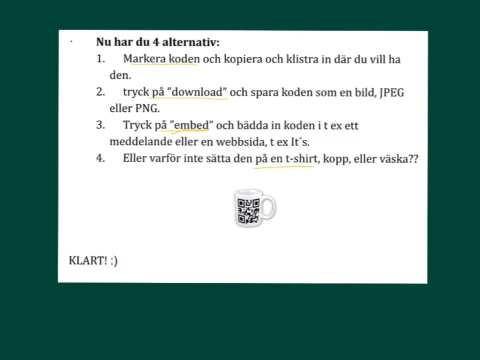 Nu har du 4 alternativ:
1. Markera koden och kopiera och klistra in där du vill ha
den.
2. tryck på ”download” och spara koden som en bild, JPEG
eller PNG.
3. Tryck på ”embed” och bädda in koden i t ex ett
meddelande eller en webbsida, t ex It´s.
4. Eller varför inte sätta den på en t-shirt, kopp, eller väska??
KLART! :)